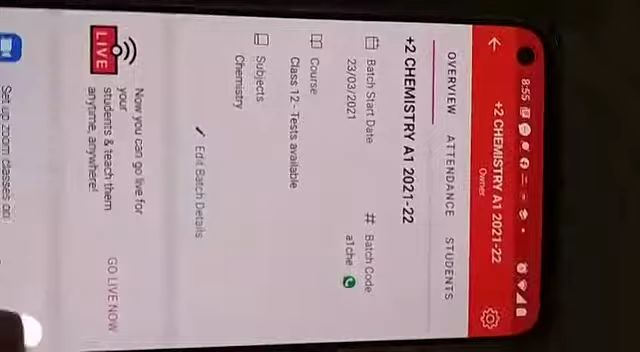 8:55
+2 CHEMISTRY A1 2021-22
Owner
OVERVIEW ATTENDANCE STUDENTS
+2 CHEMISTRY A1 2021-22
Batch Start Date
23/03/2021
# Batch Code
a1che
Course
Class 12 - Tests available
Subjects
Chemistry
Edit Batch Details
LIVE
Now you can go live for
your
students & teach them
anytime, anywhere!
GO LIVE NOW
Set up zoom classes on